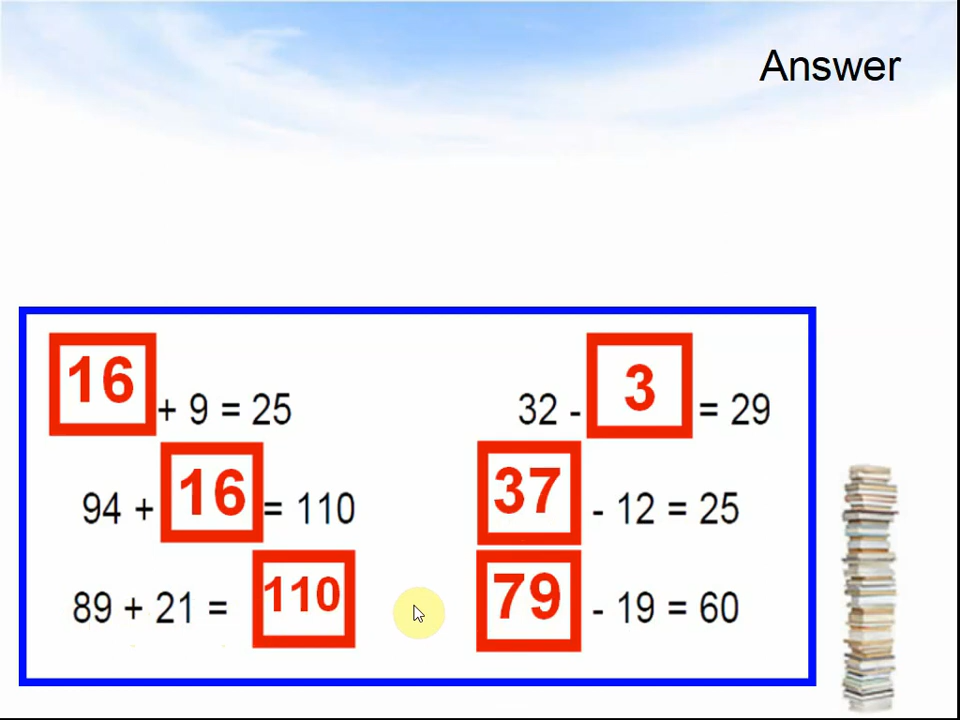 Answer
16 + 9 = 25
32 - 3 = 29
94 + 16 = 110
37 - 12 = 25
89 + 21 = 110
79 - 19 = 60